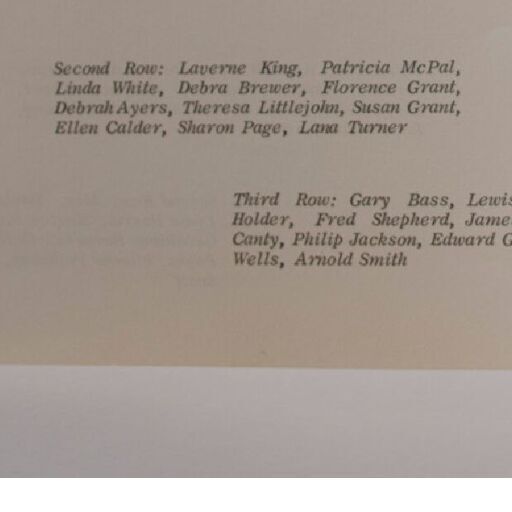 Second Row: Laverne King, Patricia McPal,
Linda White, Debra Brewer, Florence Grant,
Debrah Ayers, Theresa Littlejohn, Susan Grant,
Ellen Calder, Sharon Page, Lana Turner
Third Row: Gary Bass, Lewis
Holder, Fred Shepherd, Jame
Canty, Philip Jackson, Edward G
Wells, Arnold Smith